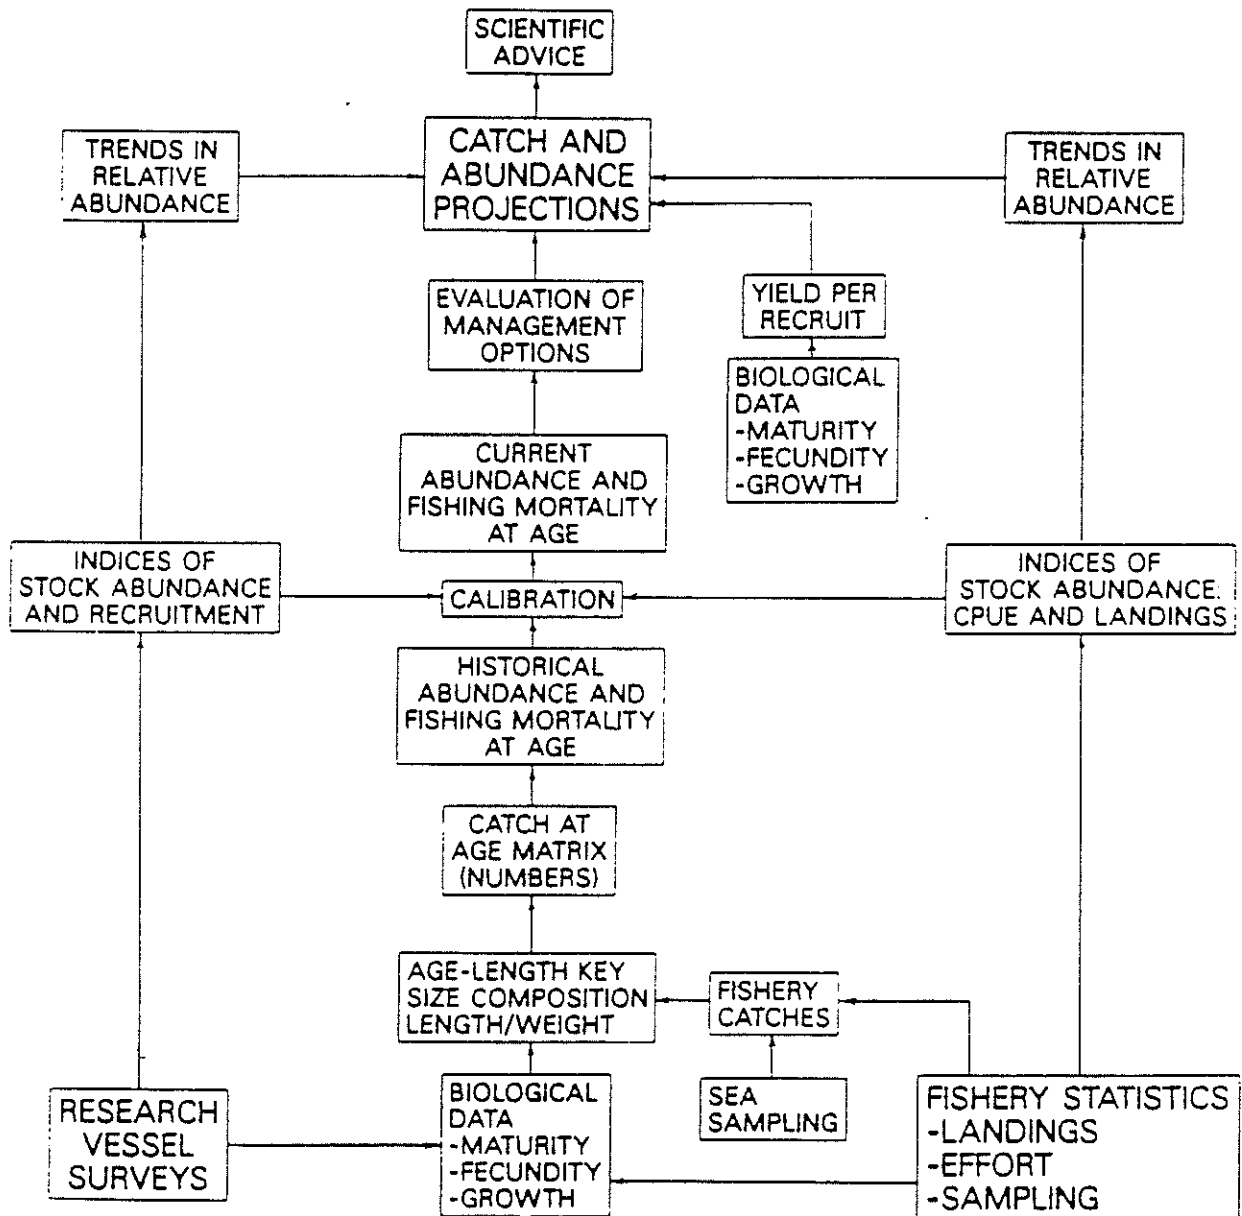 SCIENTIFIC
ADVICE
CATCH AND
ABUNDANCE
PROJECTIONS
TRENDS IN
RELATIVE
ABUNDANCE
TRENDS IN
RELATIVE
ABUNDANCE
EVALUATION OF
MANAGEMENT
OPTIONS
YIELD PER
RECRUIT
BIOLOGICAL
DATA
-MATURITY
-FECUNDITY
-GROWTH
CURRENT
ABUNDANCE AND
FISHING MORTALITY
AT AGE
INDICES OF
STOCK ABUNDANCE
AND RECRUITMENT
CALIBRATION
INDICES OF
STOCK ABUNDANCE:
CPUE AND LANDINGS
HISTORICAL
ABUNDANCE AND
FISHING MORTALITY
AT AGE
CATCH AT
AGE MATRIX
(NUMBERS)
AGE-LENGTH KEY
SIZE COMPOSITION
LENGTH/WEIGHT
FISHERY
CATCHES
RESEARCH
VESSEL
SURVEYS
BIOLOGICAL
DATA
-MATURITY
-FECUNDITY
-GROWTH
SEA
SAMPLING
FISHERY STATISTICS
-LANDINGS
-EFFORT
-SAMPLING